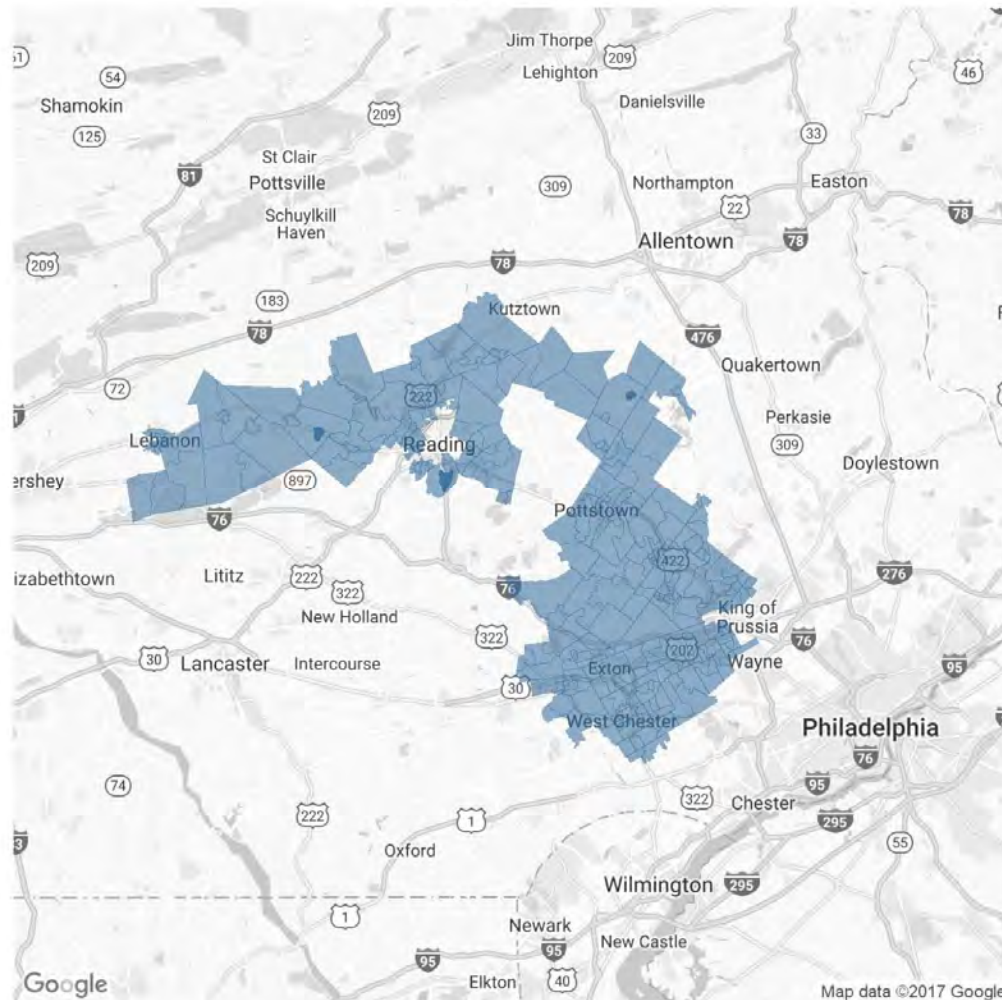 Jim Thorpe
209
Lehighton
61
54
46
Danielsville
Shamokin
209
125
33
St Clair
81
Pottsville
309
Northampton
Easton
22
78
Schuylkill
Haven
Allentown
78
209
78
183
Kutztown
78
476
Quakertown
72
222
Perkasie
309
Lebanon
Reading
Doylestown
ershey
897
Pottstown
76
422
izabethtown
Lititz
222
322
76
276
New Holland
King of
Prussia
322
76
202
Wayne
30
Lancaster
Intercourse
Exton
95
30
West Chester
Philadelphia
76
74
95
322
Chester
222
1
295
55
Oxford
Wilmington
295
1
Newark
95
New Castle
95
Elkton
40
Google
Map data ©2017 Google